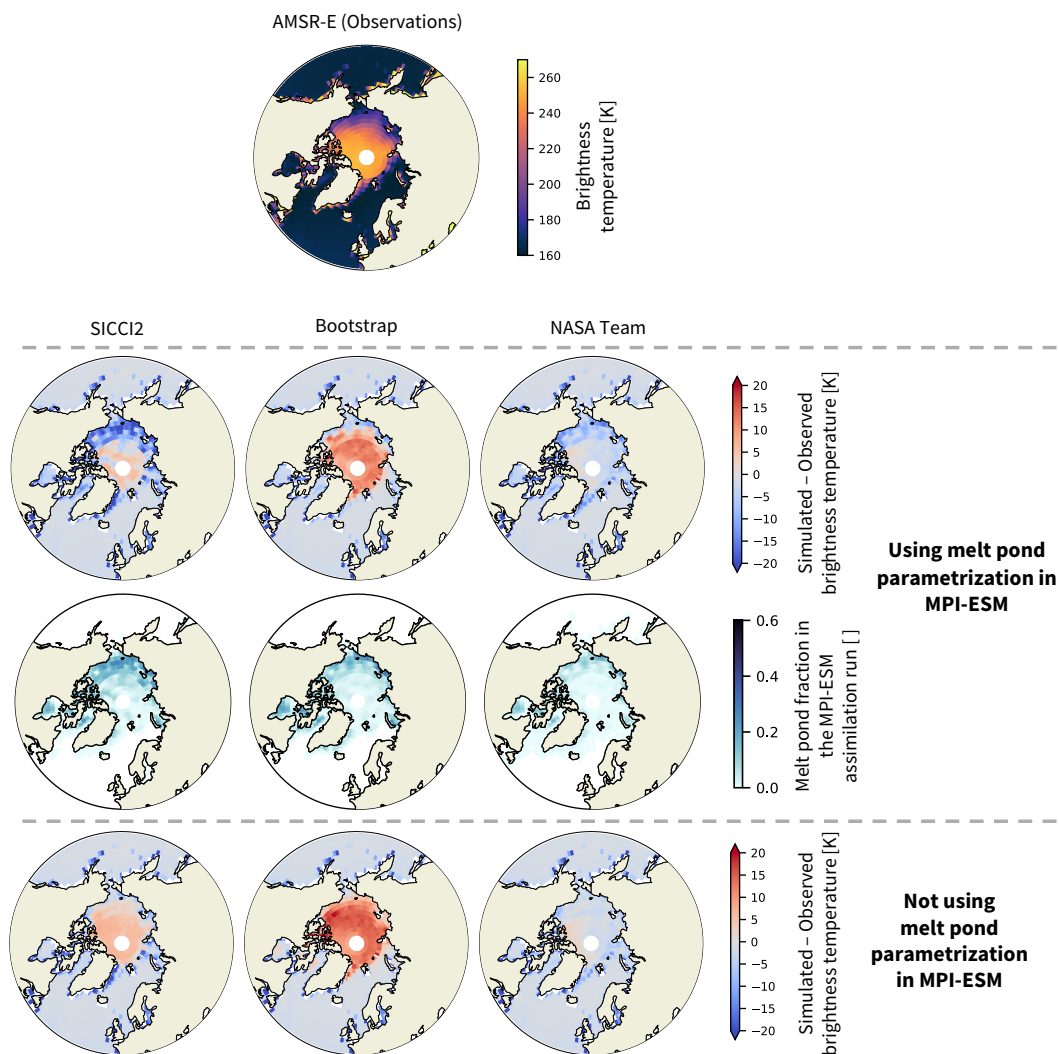 AMSR-E (Observations)
260
240
220
200
180
160
Brightness
temperature [K]
SICCI2
Bootstrap
NASA Team
20
15
10
5
0
−5
−10
−15
−20
Simulated – Observed
brightness temperature [K]
Using melt pond
parametrization in
MPI-ESM
0.6
0.4
0.2
0.0
Melt pond fraction in
the MPI-ESM
assimilation run [ ]
20
15
10
5
0
−5
−10
−15
−20
Simulated – Observed
brightness temperature [K]
Not using
melt pond
parametrization
in MPI-ESM